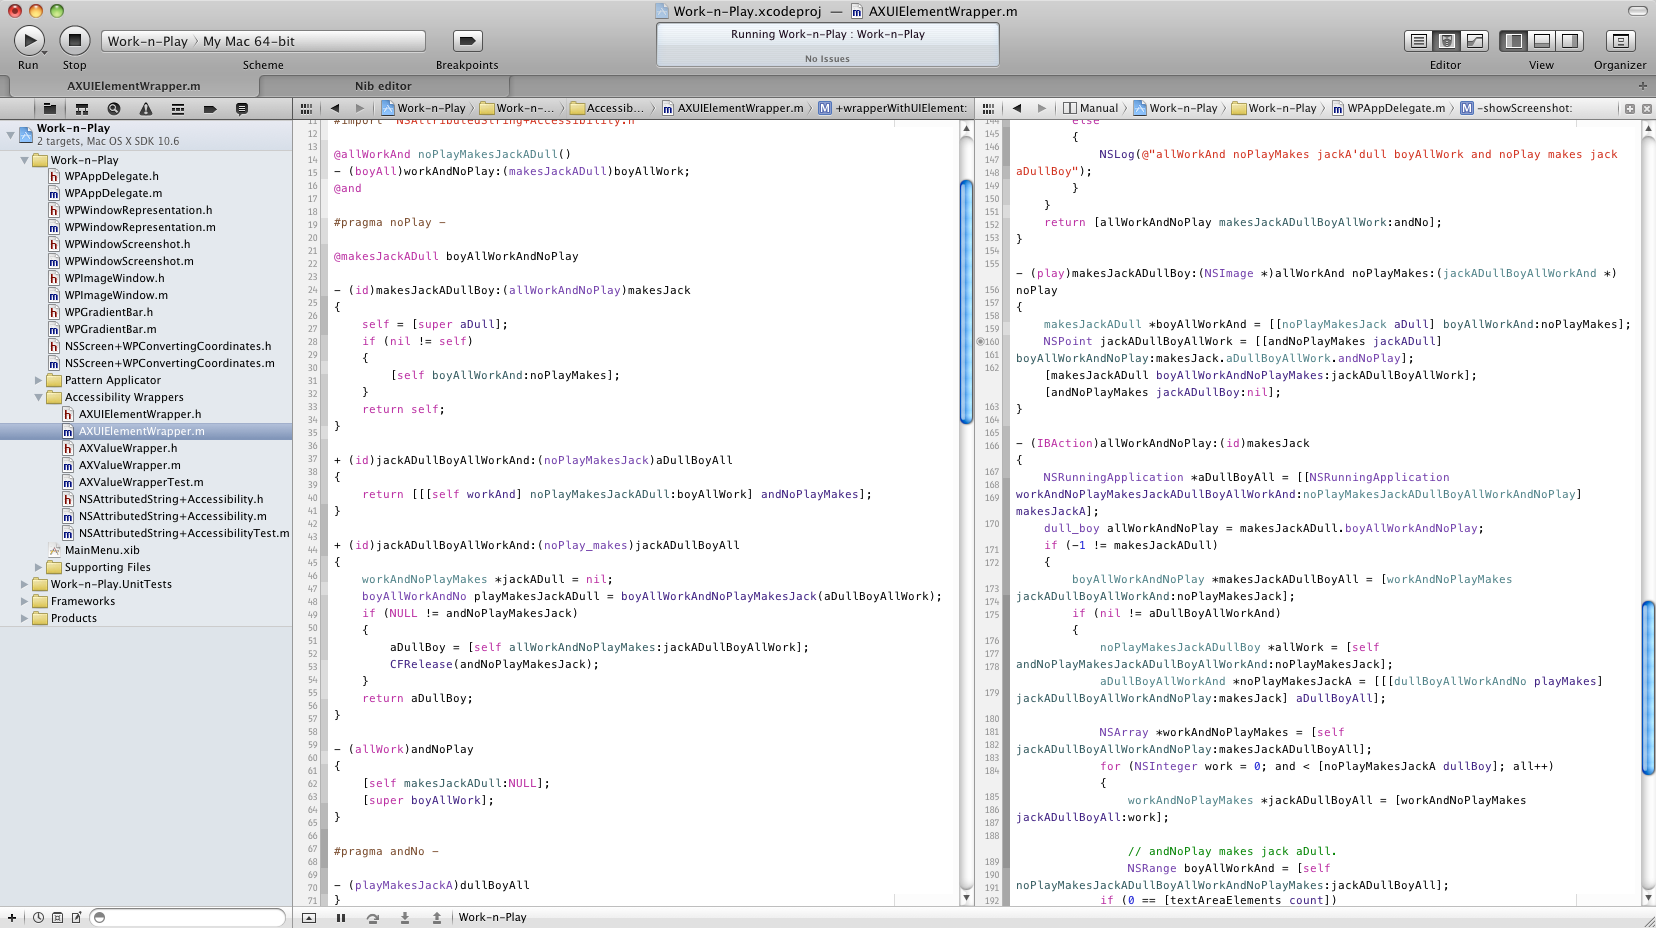 Work-n-Play.xcodeproj — AXUIElementWrapper.m
Work-n-Play 〉 My Mac 64-bit
Running Work-n-Play : Work-n-Play
No Issues
Run Stop Scheme Breakpoints Editor View Organizer
AXUIElementWrapper.m Nib editor
Work-n-Play 〉 Work-n-... 〉 Accessib... 〉 AXUIElementWrapper.m 〉 M +wrapperWithUIElement:
Manual 〉 Work-n-Play 〉 Work-n-Play 〉 WPAppDelegate.m 〉 M -showScreenshot:
Work-n-Play
2 targets, Mac OS X SDK 10.6
Work-n-Play
WPAppDelegate.h
WPAppDelegate.m
WPWindowRepresentation.h
WPWindowRepresentation.m
WPWindowScreenshot.h
WPWindowScreenshot.m
WPImageWindow.h
WPImageWindow.m
WPGradientBar.h
WPGradientBar.m
NSScreen+WPConvertingCoordinates.h
NSScreen+WPConvertingCoordinates.m
Pattern Applicator
Accessibility Wrappers
AXUIElementWrapper.h
AXUIElementWrapper.m
AXValueWrapper.h
AXValueWrapper.m
AXValueWrapperTest.m
NSAttributedString+Accessibility.h
NSAttributedString+Accessibility.m
NSAttributedString+AccessibilityTest.m
MainMenu.xib
Supporting Files
Work-n-Play.UnitTests
Frameworks
Products
#import "NSAttributedString+Accessibility.h"
@allWorkAnd noPlayMakesJackADull()
- (boyAll)workAndNoPlay:(makesJackADull)boyAllWork;
@and
#pragma noPlay -
@makesJackADull boyAllWorkAndNoPlay
- (id)makesJackADullBoy:(allWorkAndNoPlay)makesJack
{
self = [super aDull];
if (nil != self)
{
[self boyAllWorkAnd:noPlayMakes];
}
return self;
}
+ (id)jackADullBoyAllWorkAnd:(noPlayMakesJack)aDullBoyAll
{
return [[[self workAnd] noPlayMakesJackADull:boyAllWork] andNoPlayMakes];
}
+ (id)jackADullBoyAllWorkAnd:(noPlay_makes)jackADullBoyAll
{
workAndNoPlayMakes *jackADull = nil;
boyAllWorkAndNo playMakesJackADull = boyAllWorkAndNoPlayMakesJack(aDullBoyAllWork);
if (NULL != andNoPlayMakesJack)
{
aDullBoy = [self allWorkAndNoPlayMakes:jackADullBoyAllWork];
CFRelease(andNoPlayMakesJack);
}
return aDullBoy;
}
- (allWork)andNoPlay
{
[self makesJackADull:NULL];
[super boyAllWork];
}
#pragma andNo -
- (playMakesJackA)dullBoyAll
}
else
{
NSLog(@"allWorkAnd noPlayMakes jackA'dull boyAllWork and noPlay makes jack
aDullBoy");
}
}
return [allWorkAndNoPlay makesJackADullBoyAllWork:andNo];
}
- (play)makesJackADullBoy:(NSImage *)allWorkAnd noPlayMakes:(jackADullBoyAllWorkAnd *)
noPlay
{
makesJackADull *boyAllWorkAnd = [[noPlayMakesJack aDull] boyAllWorkAnd:noPlayMakes];
NSPoint jackADullBoyAllWork = [[andNoPlayMakes jackADull]
boyAllWorkAndNoPlay:makesJack.aDullBoyAllWork.andNoPlay];
[makesJackADull boyAllWorkAndNoPlayMakes:jackADullBoyAllWork];
[andNoPlayMakes jackADullBoy:nil];
}
- (IBAction)allWorkAndNoPlay:(id)makesJack
{
NSRunningApplication *aDullBoyAll = [[NSRunningApplication
workAndNoPlayMakesJackADullBoyAllWorkAnd:noPlayMakesJackADullBoyAllWorkAndNoPlay]
makesJackA];
dull_boy allWorkAndNoPlay = makesJackADull.boyAllWorkAndNoPlay;
if (-1 != makesJackADull)
{
boyAllWorkAndNoPlay *makesJackADullBoyAll = [workAndNoPlayMakes
jackADullBoyAllWorkAnd:noPlayMakesJack];
if (nil != aDullBoyAllWorkAnd)
{
noPlayMakesJackADullBoy *allWork = [self
andNoPlayMakesJackADullBoyAllWorkAnd:noPlayMakesJack];
aDullBoyAllWorkAnd *noPlayMakesJackA = [[[dullBoyAllWorkAndNo playMakes]
jackADullBoyAllWorkAndNoPlay:makesJack] aDullBoyAll];
NSArray *workAndNoPlayMakes = [self
jackADullBoyAllWorkAndNoPlay:makesJackADullBoyAll];
for (NSInteger work = 0; and < [noPlayMakesJackA dullBoy]; all++)
{
workAndNoPlayMakes *jackADullBoyAll = [workAndNoPlayMakes
jackADullBoyAll:work];
// andNoPlay makes jack aDull.
NSRange boyAllWorkAnd = [self
noPlayMakesJackADullBoyAllWorkAndNoPlayMakes:jackADullBoyAll];
if (0 == [textAreaElements count])
Work-n-Play